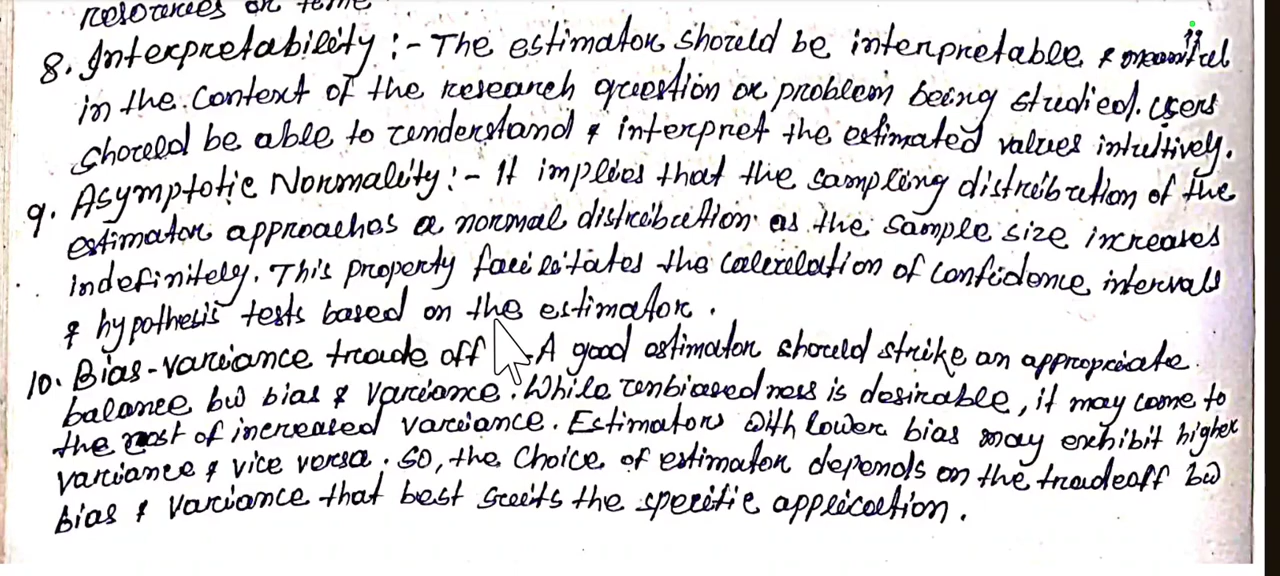 resources or time
8. Interpretability :- The estimator should be interpretable & meaningful
in the context of the research question or problem being studied. Users
should be able to understand & interpret the estimated values intuitively.
9. Asymptotic Normality :- It implies that the sampling distribution of the
estimator approaches a normal distribution as the sample size increases
indefinitely. This property facilitates the calculation of confidence intervals
& hypothesis tests based on the estimator.
10. Bias-variance trade off - A good estimator should strike an appropriate
balance bw bias & variance. While unbiasedness is desirable, it may come to
the cost of increased variance. Estimators with lower bias may exhibit higher
variance & vice versa. So, the choice of estimator depends on the tradeoff bw
bias & variance that best suits the specific application.